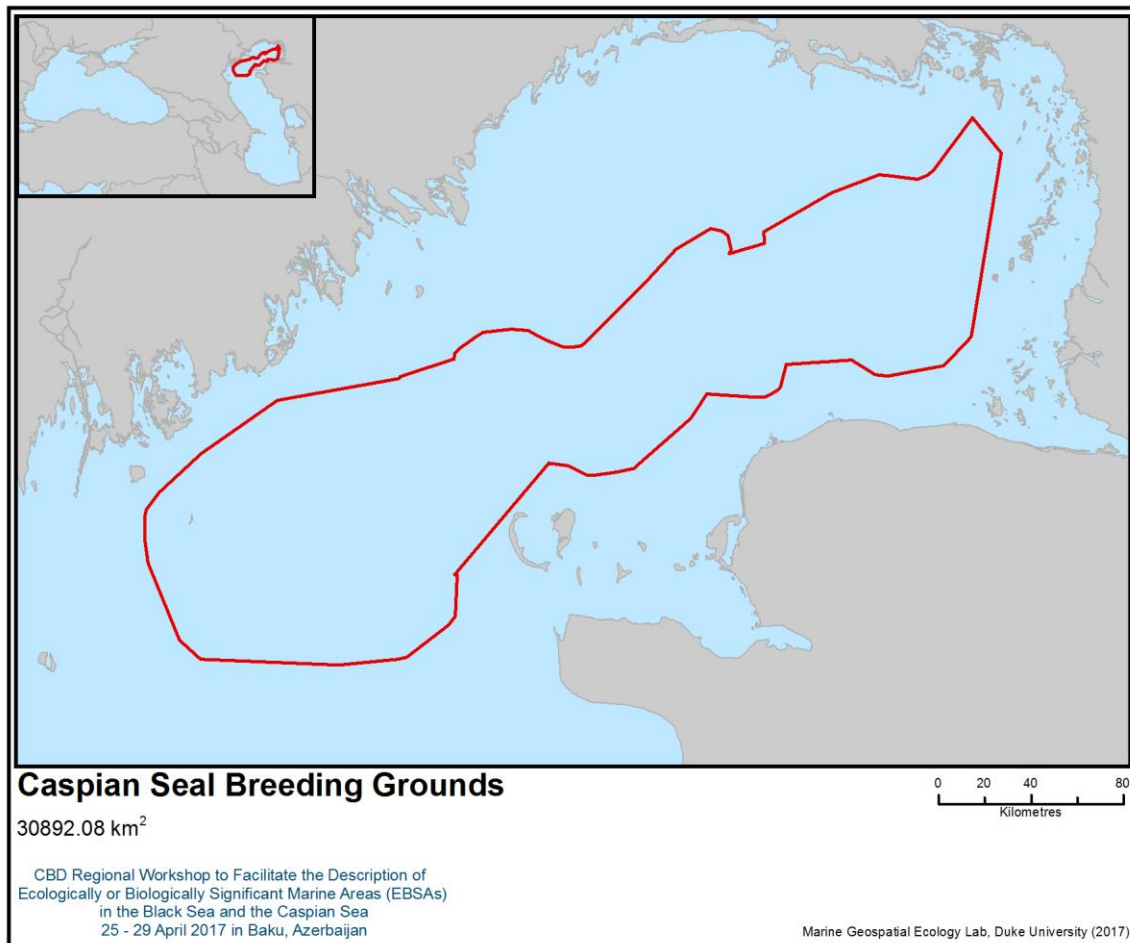 Caspian Seal Breeding Grounds
30892.08 km²
0 20 40 80
Kilometres
CBD Regional Workshop to Facilitate the Description of
Ecologically or Biologically Significant Marine Areas (EBSAs)
in the Black Sea and the Caspian Sea
25 - 29 April 2017 in Baku, Azerbaijan
Marine Geospatial Ecology Lab, Duke University (2017)